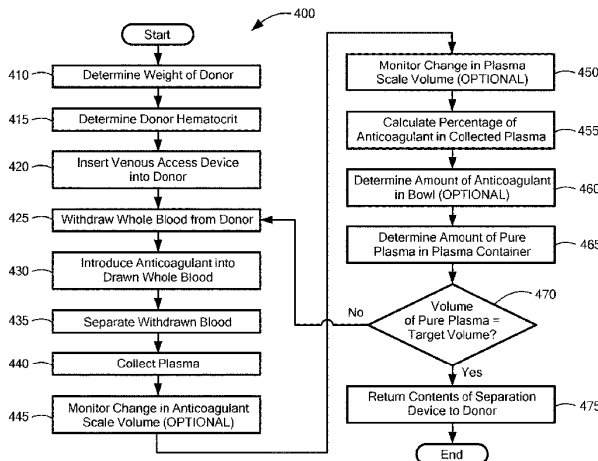 400
Start
410
Determine Weight of Donor
415
Determine Donor Hematocrit
420
Insert Venous Access Device
into Donor
425
Withdraw Whole Blood from Donor
430
Introduce Anticoagulant into
Drawn Whole Blood
435
Separate Withdrawn Blood
440
Collect Plasma
445
Monitor Change in Anticoagulant
Scale Volume (OPTIONAL)
Monitor Change in Plasma
Scale Volume (OPTIONAL)
450
Calculate Percentage of
Anticoagulant in Collected Plasma
455
Determine Amount of Anticoagulant
in Bowl (OPTIONAL)
460
Determine Amount of Pure
Plasma in Plasma Container
465
470
No
Volume
of Pure Plasma =
Target Volume?
Yes
Return Contents of Separation
Device to Donor
475
End